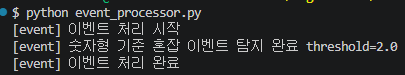 $ python event_processor.py
[event] 이벤트 처리 시작
[event] 숫자형 기준 혼잡 이벤트 탐지 완료 threshold=2.0
[event] 이벤트 처리 완료